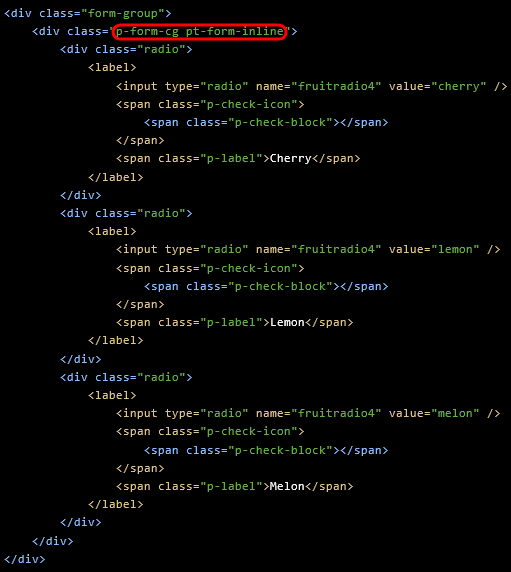 <div class="form-group">
<div class="p-form-cg pt-form-inline">
<div class="radio">
<label>
<input type="radio" name="fruitradio4" value="cherry" />
<span class="p-check-icon">
<span class="p-check-block"></span>
</span>
<span class="p-label">Cherry</span>
</label>
</div>
<div class="radio">
<label>
<input type="radio" name="fruitradio4" value="lemon" />
<span class="p-check-icon">
<span class="p-check-block"></span>
</span>
<span class="p-label">Lemon</span>
</label>
</div>
<div class="radio">
<label>
<input type="radio" name="fruitradio4" value="melon" />
<span class="p-check-icon">
<span class="p-check-block"></span>
</span>
<span class="p-label">Melon</span>
</label>
</div>
</div>
</div>